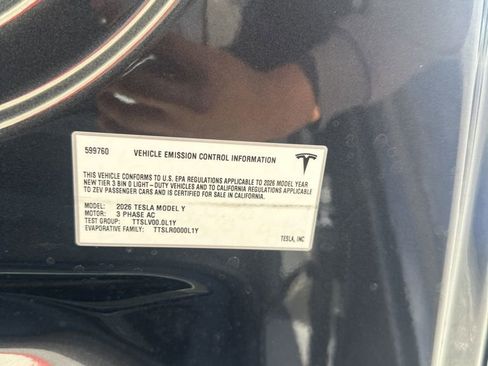 599760 VEHICLE EMISSION CONTROL INFORMATION
THIS VEHICLE CONFORMS TO U.S. EPA REGULATIONS APPLICABLE TO 2026 MODEL YEAR
NEW TIER 3 BIN 0 LIGHT-DUTY VEHICLES AND TO CALIFORNIA REGULATIONS APPLICABLE
TO ZEV PASSENGER CARS AND IS CERTIFIED FOR SALE IN CALIFORNIA.
MODEL: 2026 TESLA MODEL Y
MOTOR: 3 PHASE AC
TEST GROUP: TTSLV00.0L1Y
EVAPORATIVE FAMILY: TTSLR0000L1Y
TESLA, INC